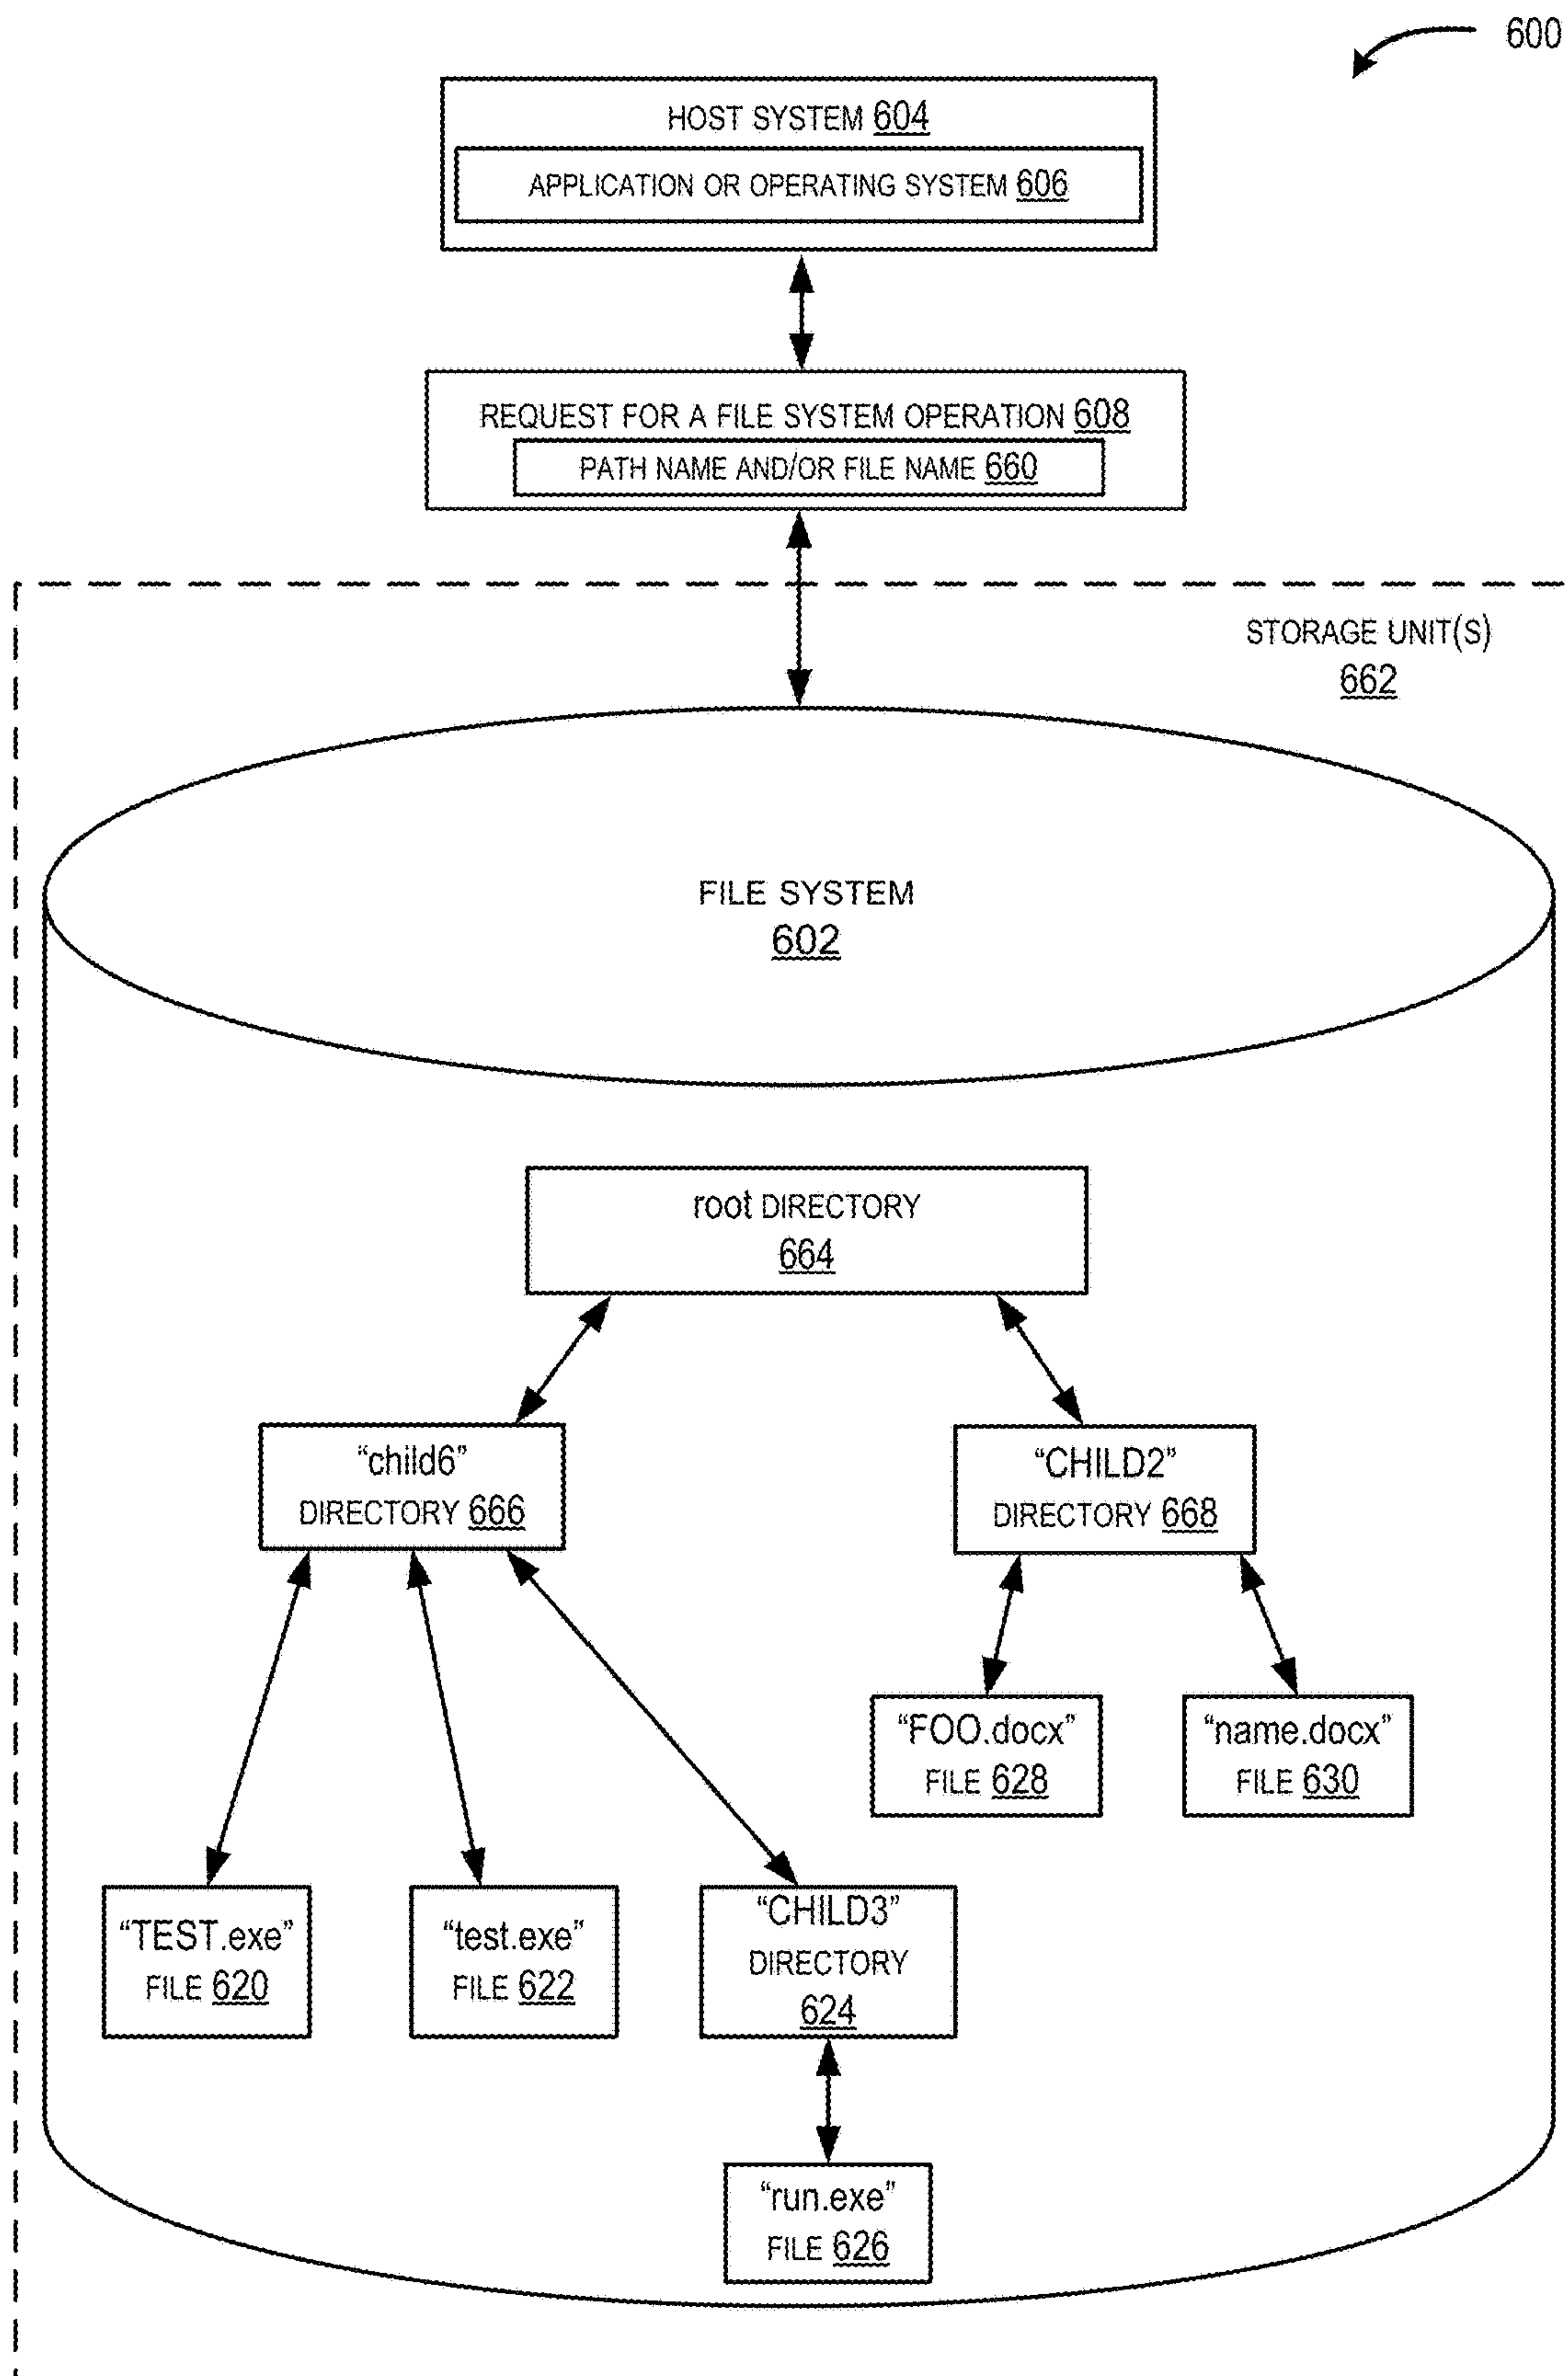 600
HOST SYSTEM 604
APPLICATION OR OPERATING SYSTEM 606
REQUEST FOR A FILE SYSTEM OPERATION 608
PATH NAME AND/OR FILE NAME 660
STORAGE UNIT(S)
662
FILE SYSTEM
602
root DIRECTORY
664
“child6”
DIRECTORY 666
“CHILD2”
DIRECTORY 668
“FOO.docx”
FILE 628
“name.docx”
FILE 630
“TEST.exe”
FILE 620
“test.exe”
FILE 622
“CHILD3”
DIRECTORY
624
“run.exe”
FILE 626